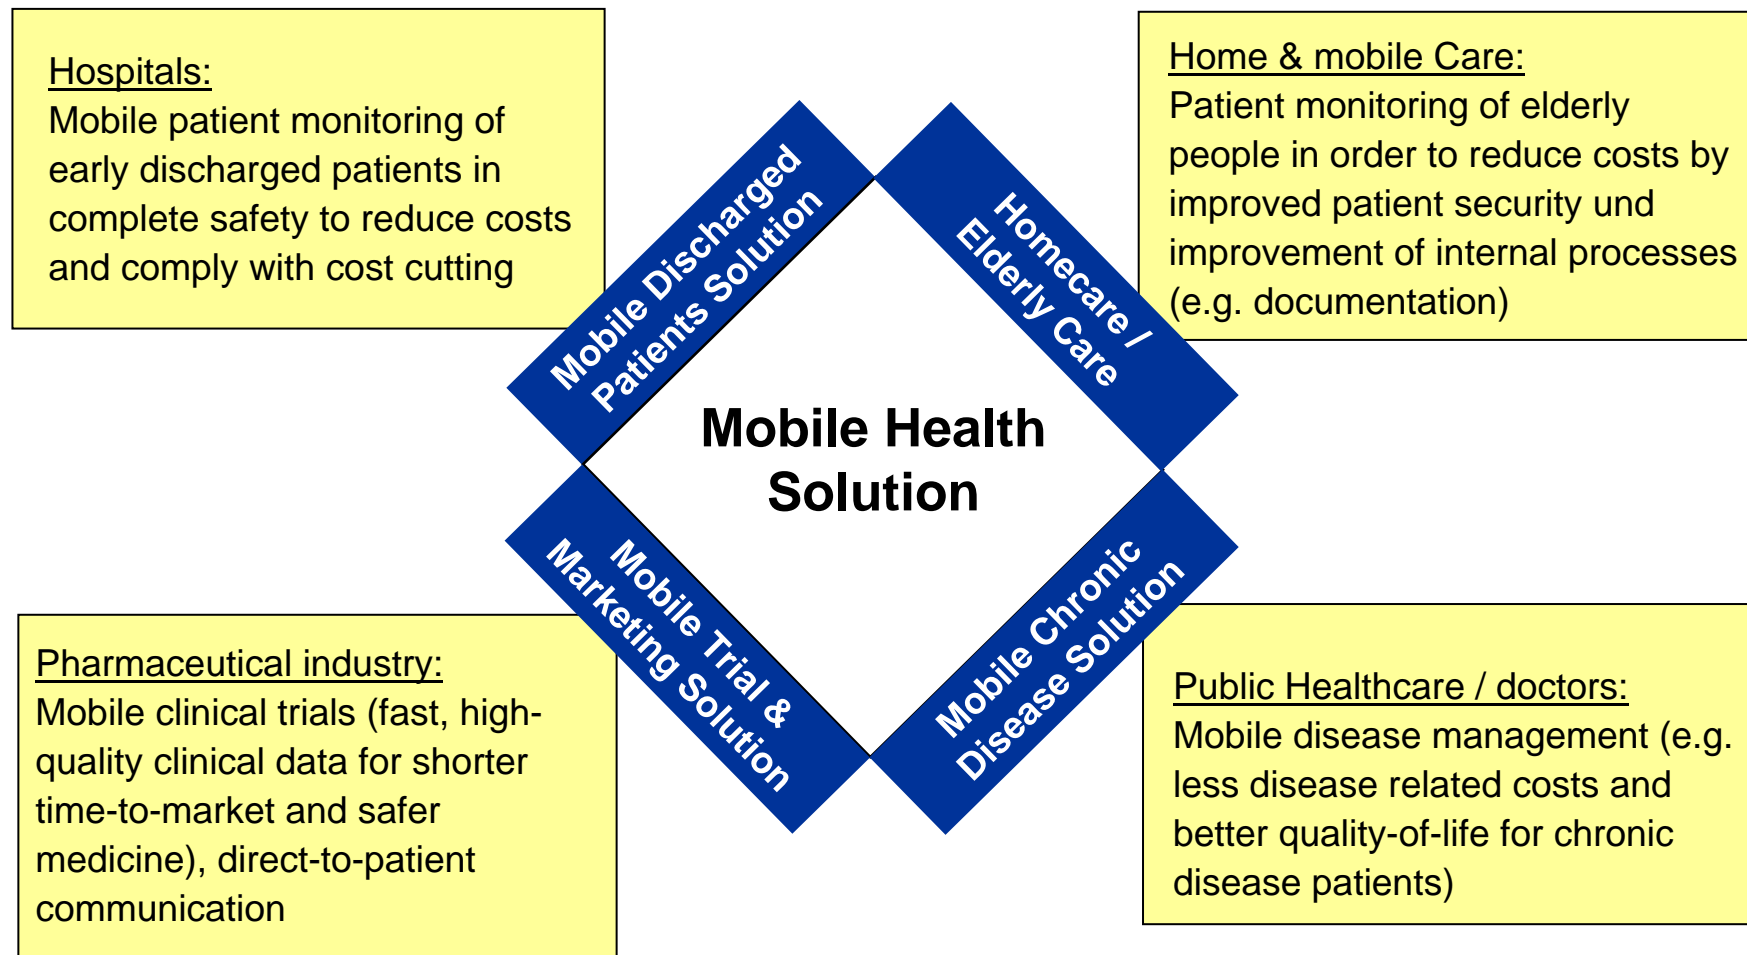 Hospitals:
Mobile patient monitoring of
early discharged patients in
complete safety to reduce costs
and comply with cost cutting
Home & mobile Care:
Patient monitoring of elderly
people in order to reduce costs by
improved patient security und
improvement of internal processes
(e.g. documentation)
Mobile Discharged
Patients Solution
Homecare /
Elderly Care
Mobile Health
Solution
Mobile Trial &
Marketing Solution
Mobile Chronic
Disease Solution
Pharmaceutical industry:
Mobile clinical trials (fast, high-
quality clinical data for shorter
time-to-market and safer
medicine), direct-to-patient
communication
Public Healthcare / doctors:
Mobile disease management (e.g.
less disease related costs and
better quality-of-life for chronic
disease patients)